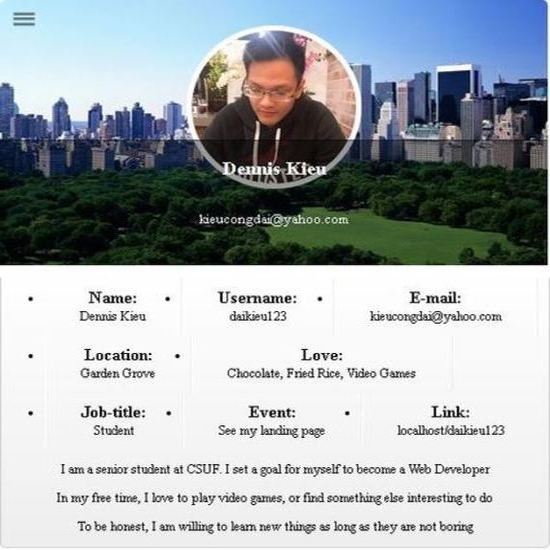 Dennis Kieu
kieucongdai@yahoo.com
Name: Username: E-mail:
Dennis Kieu daikieu123 kieucongdai@yahoo.com
Location: Love:
Garden Grove Chocolate, Fried Rice, Video Games
Job-title: Event: Link:
Student See my landing page localhost/daikieu123
I am a senior student at CSUF. I set a goal for myself to become a Web Developer
In my free time, I love to play video games, or find something else interesting to do
To be honest, I am willing to learn new things as long as they are not boring